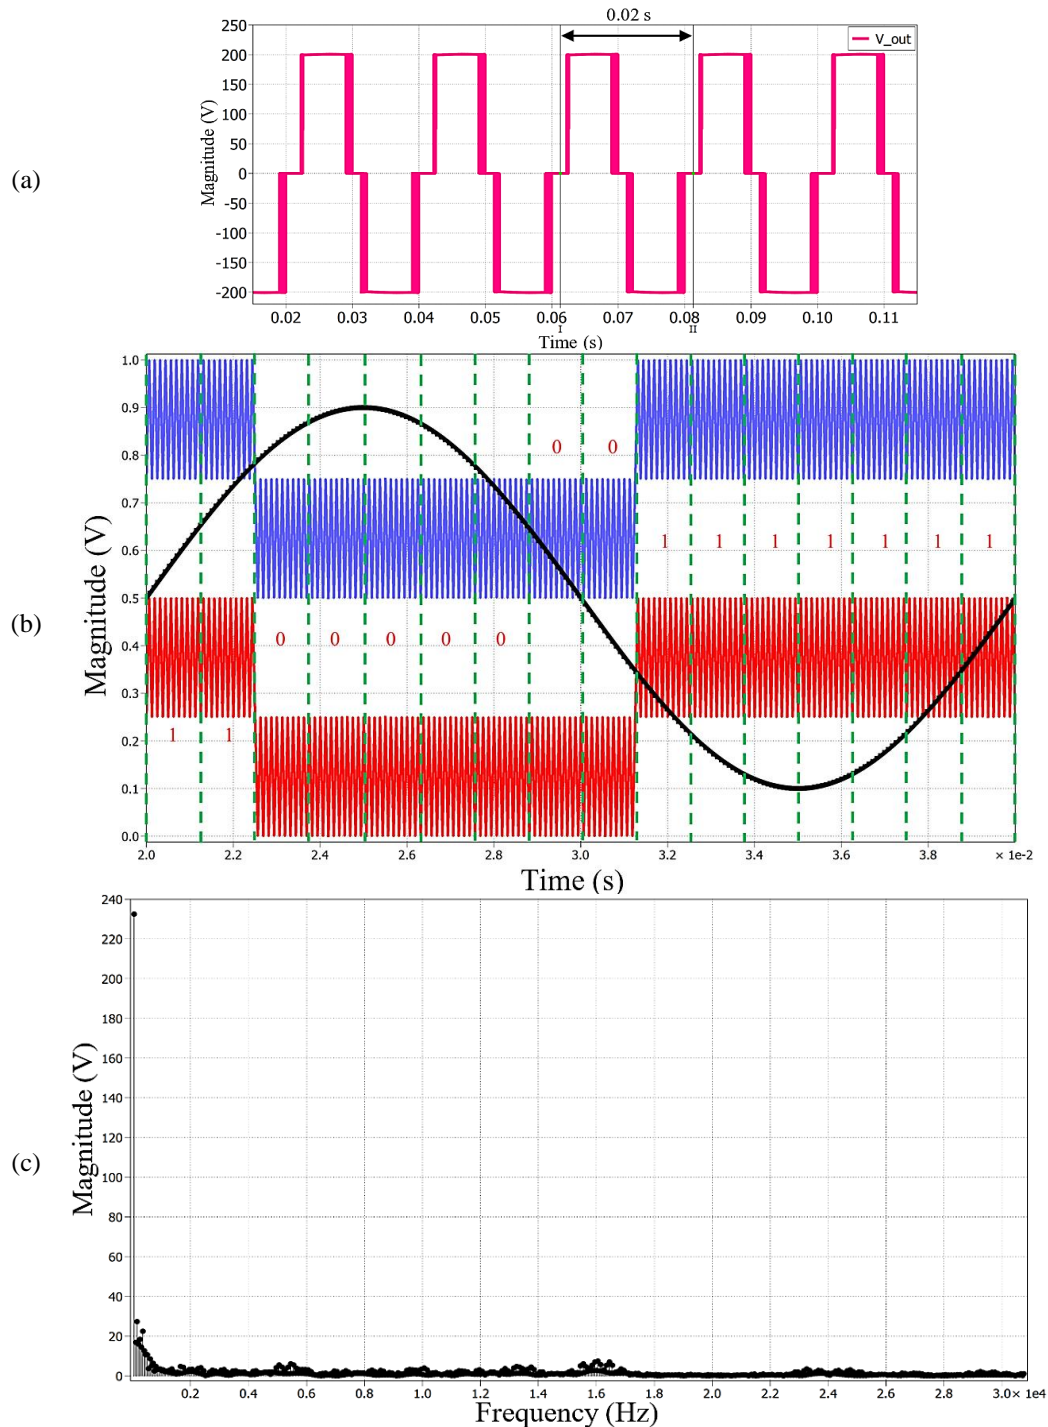 (a)
0.02 s
V_out
Magnitude (V)
250
200
150
100
50
0
-50
-100
-150
-200
0.02 0.03 0.04 0.05 0.06 0.07 0.08 0.09 0.10 0.11
I II
Time (s)
(b)
Magnitude (V)
1.0
0.9
0.8
0.7
0.6
0.5
0.4
0.3
0.2
0.1
0.0
0 0
1 1 1 1 1 1 1
0 0 0 0 0
1 1
2.0 2.2 2.4 2.6 2.8 3.0 3.2 3.4 3.6 3.8 × 1e-2
Time (s)
(c)
Magnitude (V)
240
220
200
180
160
140
120
100
80
60
40
20
0
0.2 0.4 0.6 0.8 1.0 1.2 1.4 1.6 1.8 2.0 2.2 2.4 2.6 2.8 3.0× 1e4
Frequency (Hz)